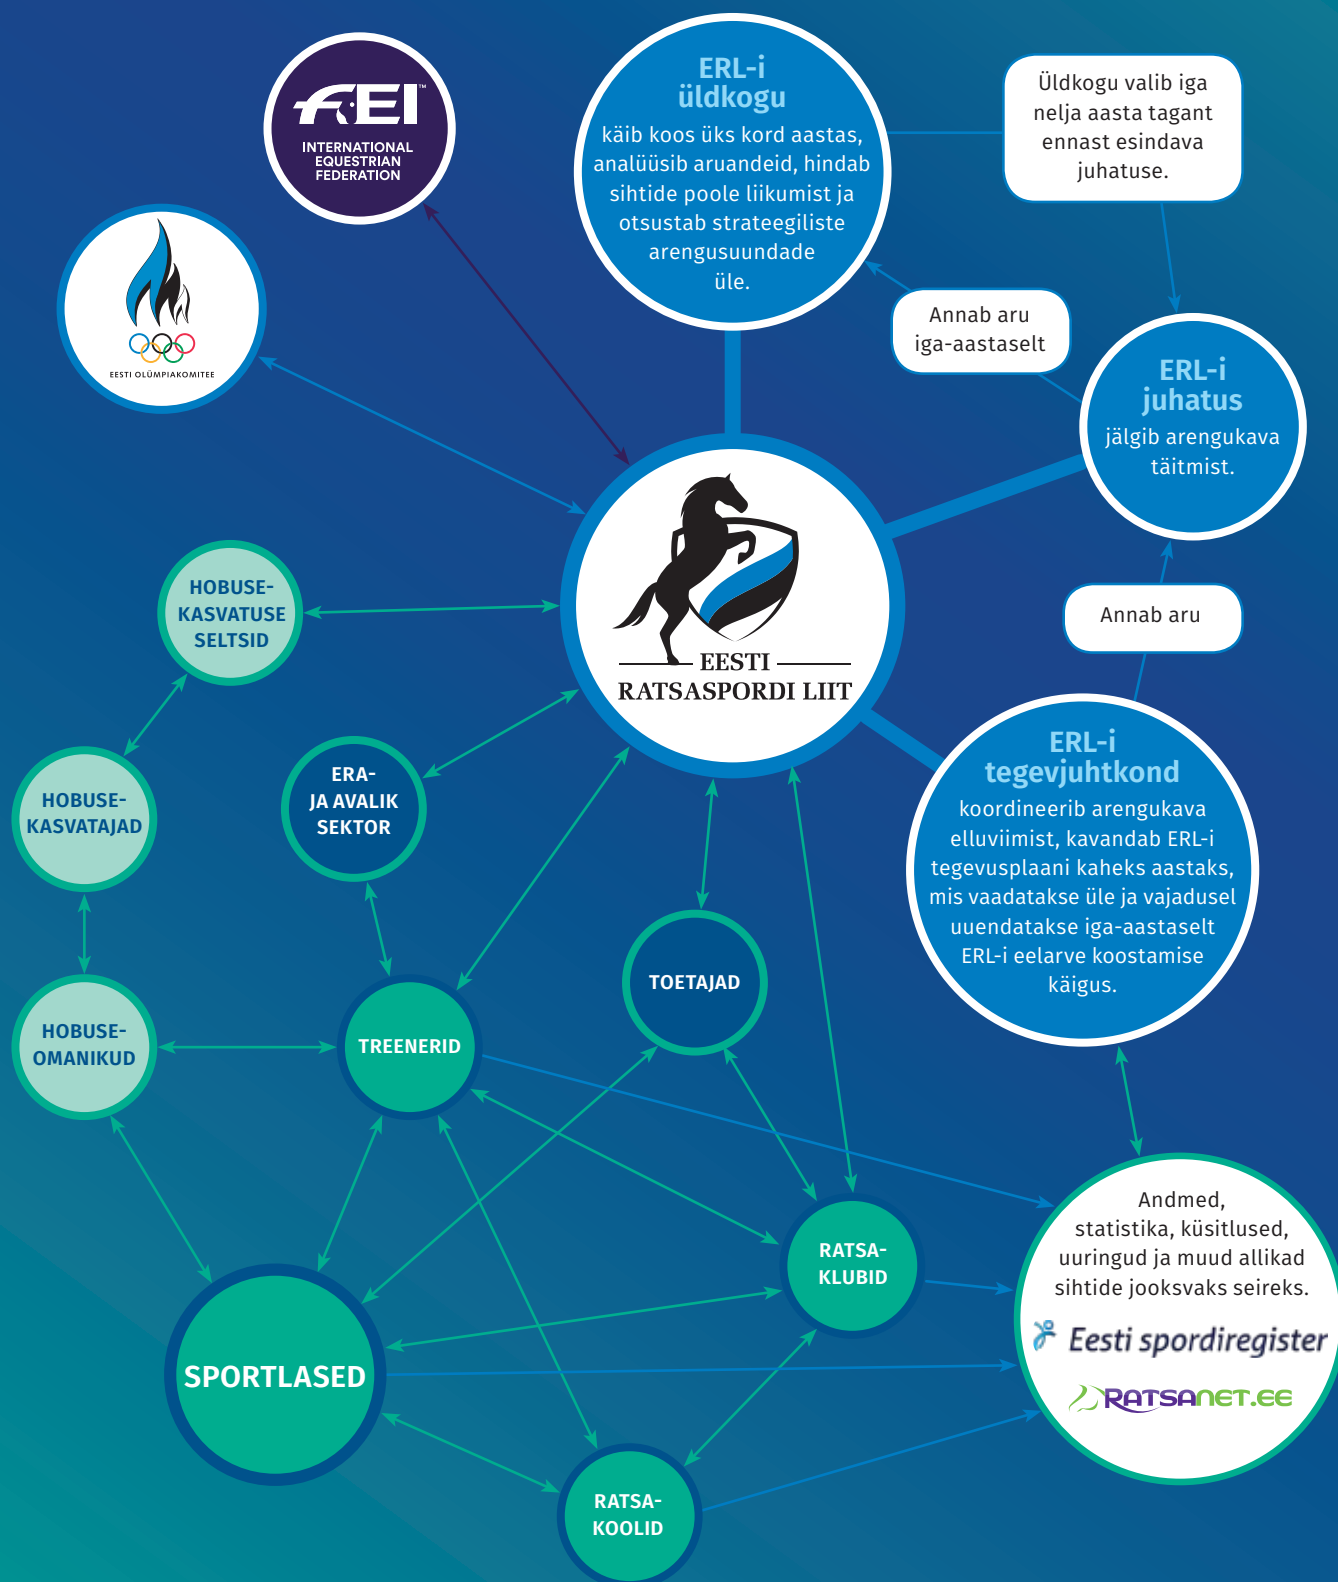 FEI™
INTERNATIONAL
EQUESTRIAN
FEDERATION
EESTI OLÜMPIAKOMITEE
ERL-i
üldkogu
käib koos üks kord aastas,
analüüsib aruandeid, hindab
sihtide poole liikumist ja
otsustab strateegiliste
arengusuundade
üle.
Üldkogu valib iga
nelja aasta tagant
ennast esindava
juhatuse.
Annab aru
iga-aastaselt
ERL-i
juhatus
jälgib arengukava
täitmist.
EESTI
RATSASPORDI LIIT
Annab aru
ERL-i
tegevjuhtkond
koordineerib arengukava
elluviimist, kavandab ERL-i
tegevusplaani kaheks aastaks,
mis vaadatakse üle ja vajadusel
uuendatakse iga-aastaselt
ERL-i eelarve koostamise
käigus.
HOBUSE-
KASVATUSE
SELTSID
HOBUSE-
KASVATAJAD
ERA-
JA AVALIK
SEKTOR
HOBUSE-
OMANIKUD
TREENERID
TOETAJAD
SPORTLASED
RATSA-
KLUBID
RATSA-
KOOLID
Andmed,
statistika, küsitlused,
uuringud ja muud allikad
sihtide jooksvaks seireks.
Eesti spordiregister
RATSANET.EE